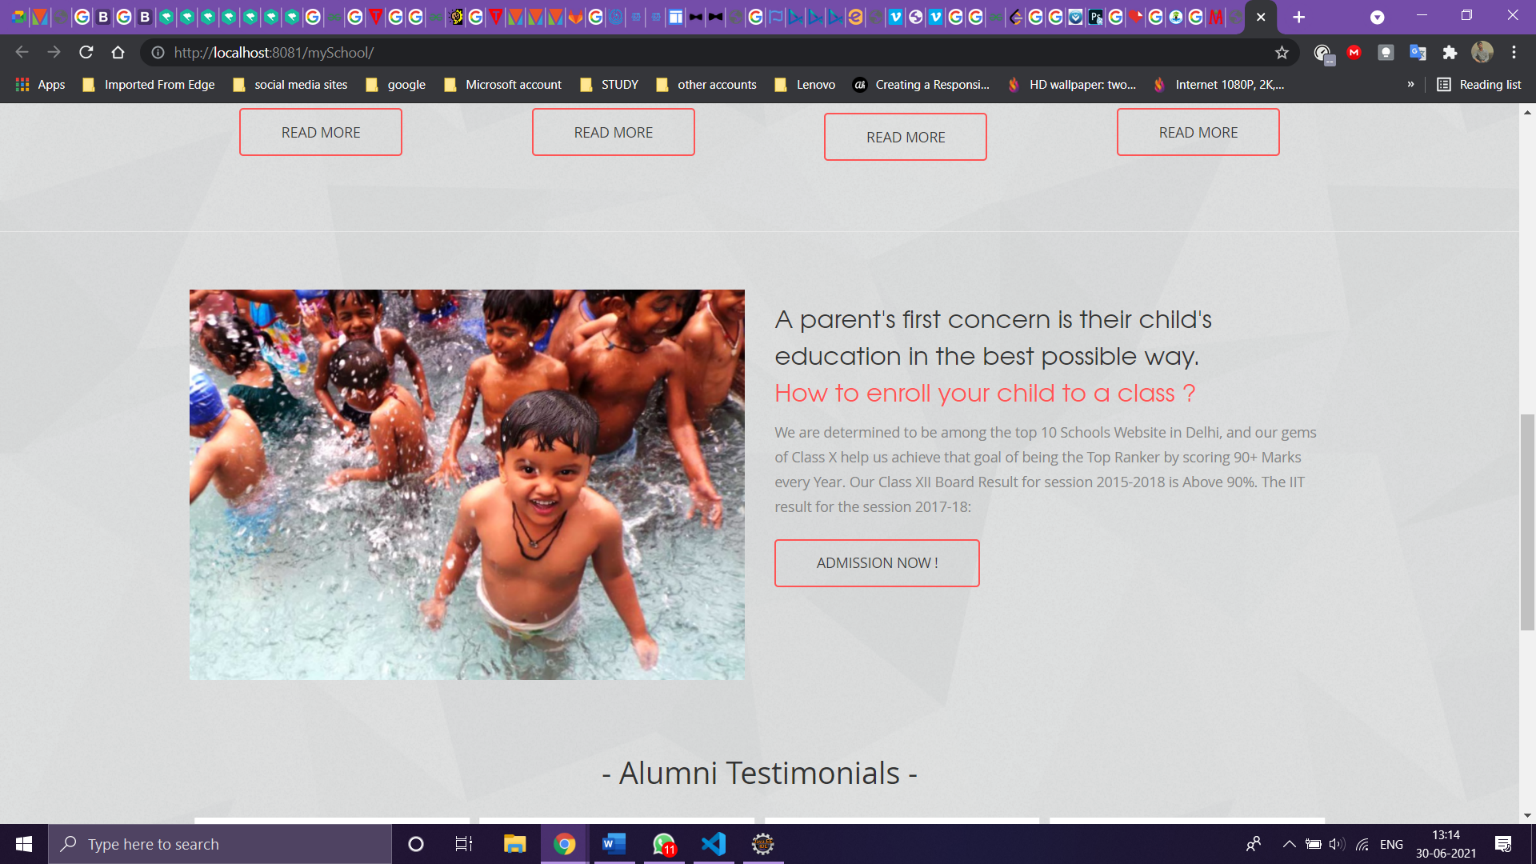 http://localhost:8081/mySchool/
Apps
Imported From Edge
social media sites
google
Microsoft account
STUDY
other accounts
Lenovo
Creating a Responsi...
HD wallpaper: two...
Internet 1080P, 2K,...
»
Reading list
READ MORE
READ MORE
READ MORE
READ MORE
A parent's first concern is their child's
education in the best possible way.
How to enroll your child to a class ?
We are determined to be among the top 10 Schools Website in Delhi, and our gems
of Class X help us achieve that goal of being the Top Ranker by scoring 90+ Marks
every Year. Our Class XII Board Result for session 2015-2018 is Above 90%. The IIT
result for the session 2017-18:
ADMISSION NOW !
- Alumni Testimonials -
Type here to search
11
ENG
13:14
30-06-2021